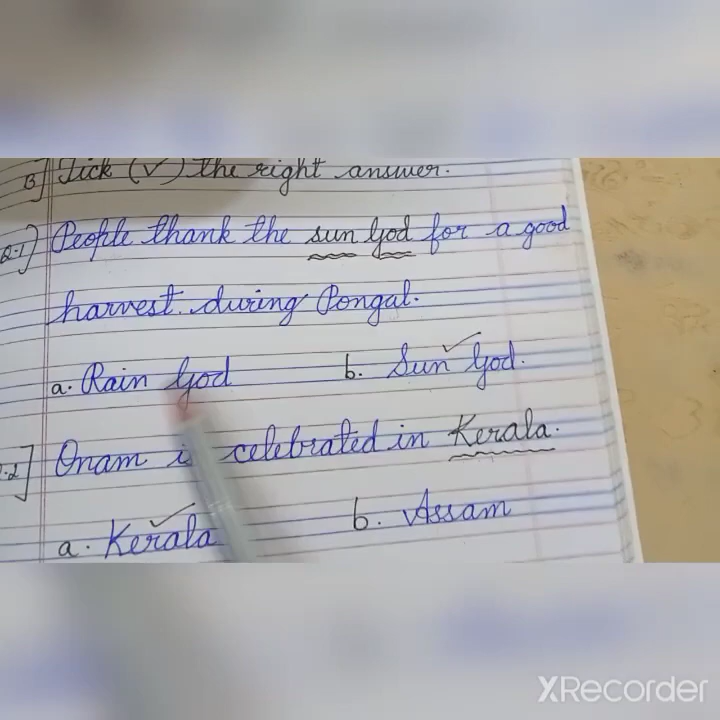 B] Tick (✓) the right answer.
Q.1] People thank the sun God for a good
harvest during Pongal.
a. Rain God b. Sun God.
Q.2] Onam is celebrated in Kerala.
a. Kerala b. Assam
XRecorder